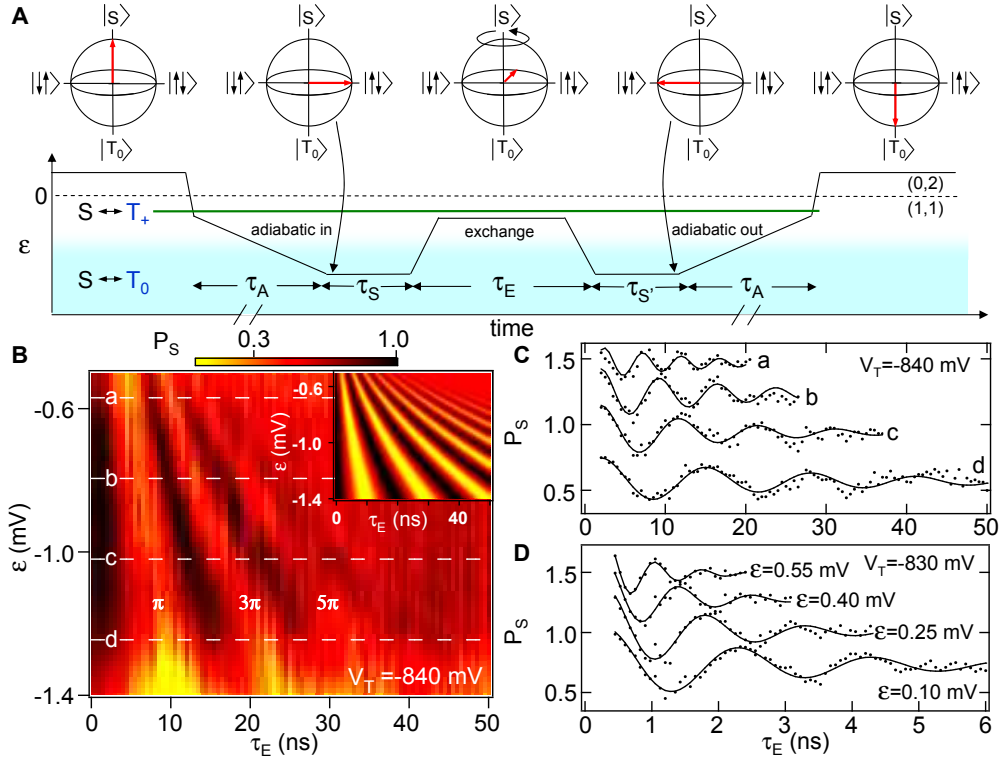 A
|S⟩ |S⟩ |S⟩ |S⟩ |S⟩
|↓↑⟩ |↑↓⟩ |↓↑⟩ |↑↓⟩ |↓↑⟩ |↑↓⟩ |↓↑⟩ |↑↓⟩ |↓↑⟩ |↑↓⟩
|T₀⟩ |T₀⟩ |T₀⟩ |T₀⟩ |T₀⟩
0
(0,2)
(1,1)
S ↔ T₊
adiabatic in
exchange
adiabatic out
ε
S ↔ T₀
τA τS τE τS' τA
time
B
PS 0.3 1.0
-0.6
-1.0
-1.4
ε (mV)
a
b
c
d
π 3π 5π
VT=-840 mV
0 10 20 30 40 50
τE (ns)
-0.6
-1.0
-1.4
ε (mV)
0 40
τE (ns)
C
VT=-840 mV
1.5
1.0
0.5
PS
a
b
c
d
0 10 20 30 40 50
D
VT=-830 mV
1.5
1.0
0.5
PS
ε=0.55 mV
ε=0.40 mV
ε=0.25 mV
ε=0.10 mV
0 1 2 3 4 5 6
τE (ns)